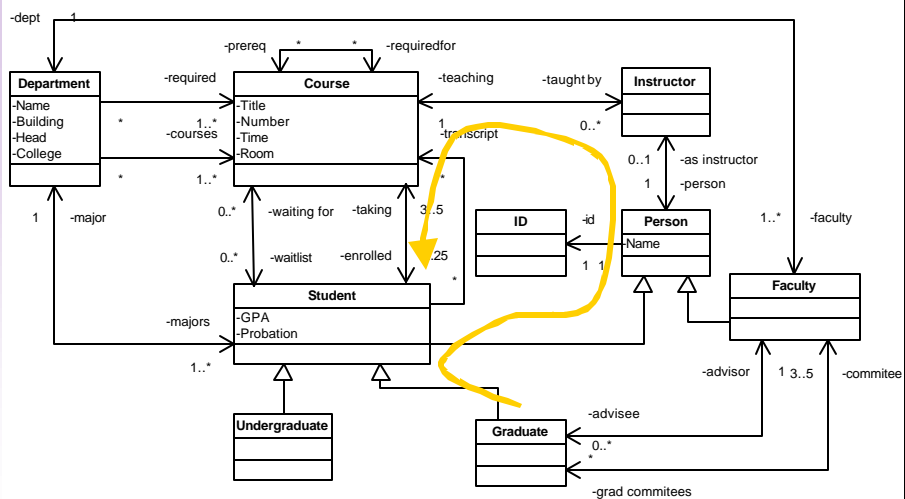 -dept 1
-prereq * * -requiredfor
Department
-Name
-Building
-Head
-College
-required
* 1..*
-courses
* 1..*
Course
-Title
-Number
-Time
-Room
-teaching -taught by
1 0..*
-transcript
*
Instructor
0..1 -as instructor
1 -person
ID
-id
1 1
Person
-Name
1..* -faculty
Faculty
1 -major
0..* -waiting for
-taking 3..5
0..* -waitlist
-enrolled .25
*
Student
-GPA
-Probation
-majors
1..*
-advisor 1 3..5 -commitee
Undergraduate
Graduate
-advisee
0..*
*
-grad commitees